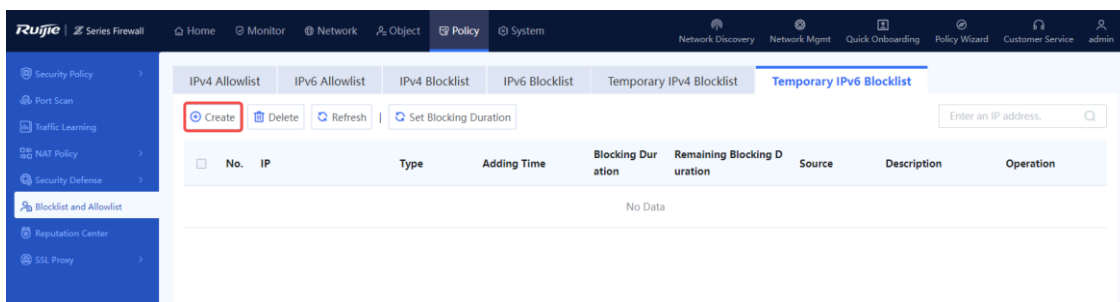 Ruijie | Z Series Firewall Home Monitor Network Object Policy System Network Discovery Network Mgmt Quick Onboarding Policy Wizard Customer Service admin
Security Policy
Port Scan
Traffic Learning
NAT Policy
Security Defense
Blocklist and Allowlist
Reputation Center
SSL Proxy
IPv4 Allowlist IPv6 Allowlist IPv4 Blocklist IPv6 Blocklist Temporary IPv4 Blocklist Temporary IPv6 Blocklist
Create Delete Refresh | Set Blocking Duration Enter an IP address.
No. IP Type Adding Time Blocking Dur Remaining Blocking D Source Description Operation
ation uration
No Data